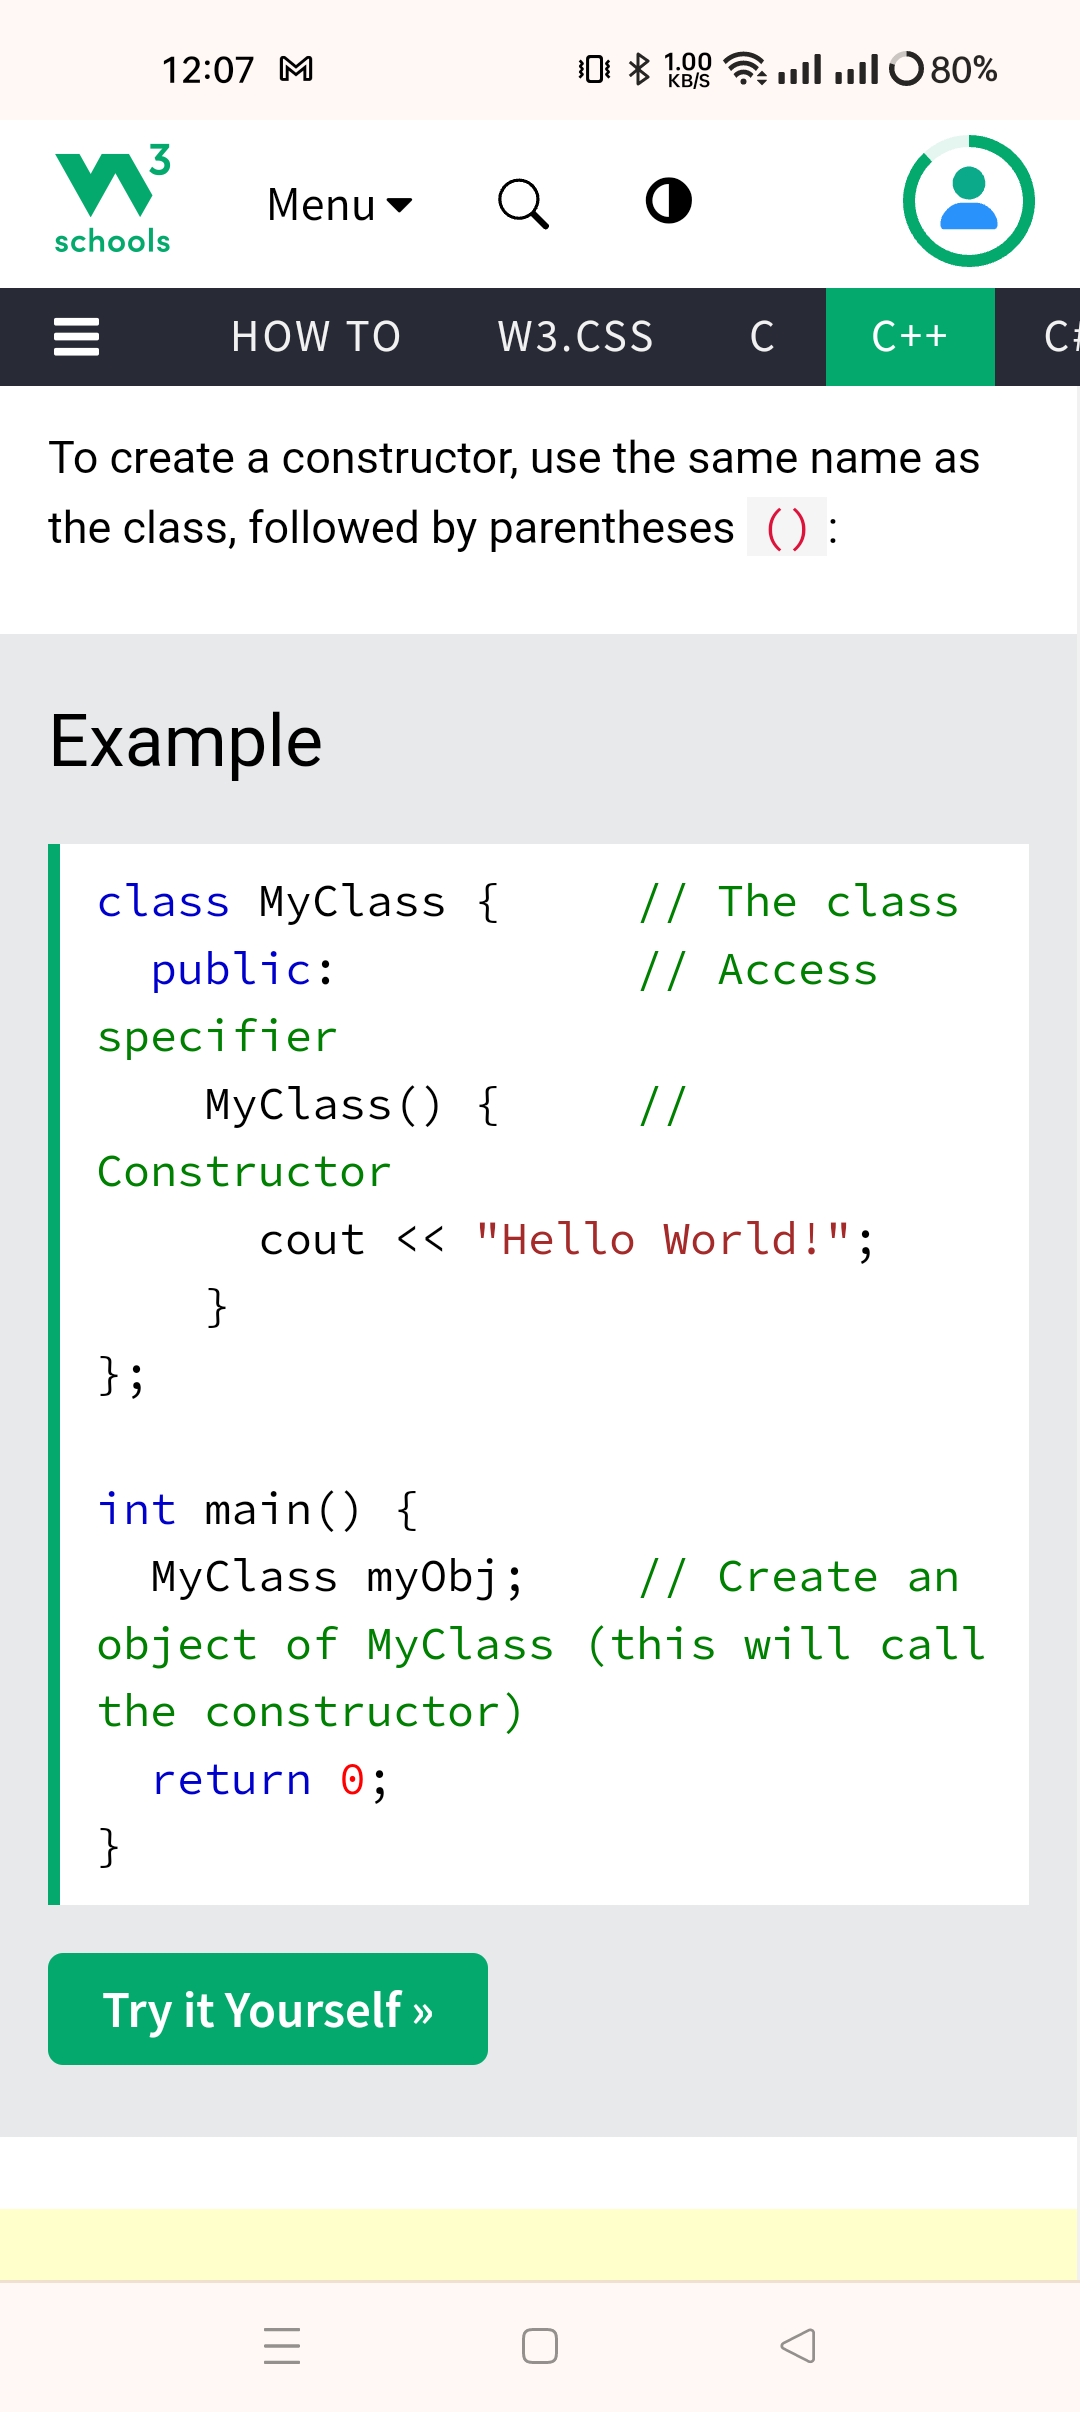 12:07 1.00 KB/S 80%
W3 schools Menu
HOW TO W3.CSS C C++ C#
To create a constructor, use the same name as
the class, followed by parentheses ():
Example
class MyClass {     // The class
  public:           // Access
specifier
    MyClass() {     //
Constructor
      cout << "Hello World!";
    }
};
int main() {
  MyClass myObj;    // Create an
object of MyClass (this will call
the constructor)
  return 0;
}
Try it Yourself »